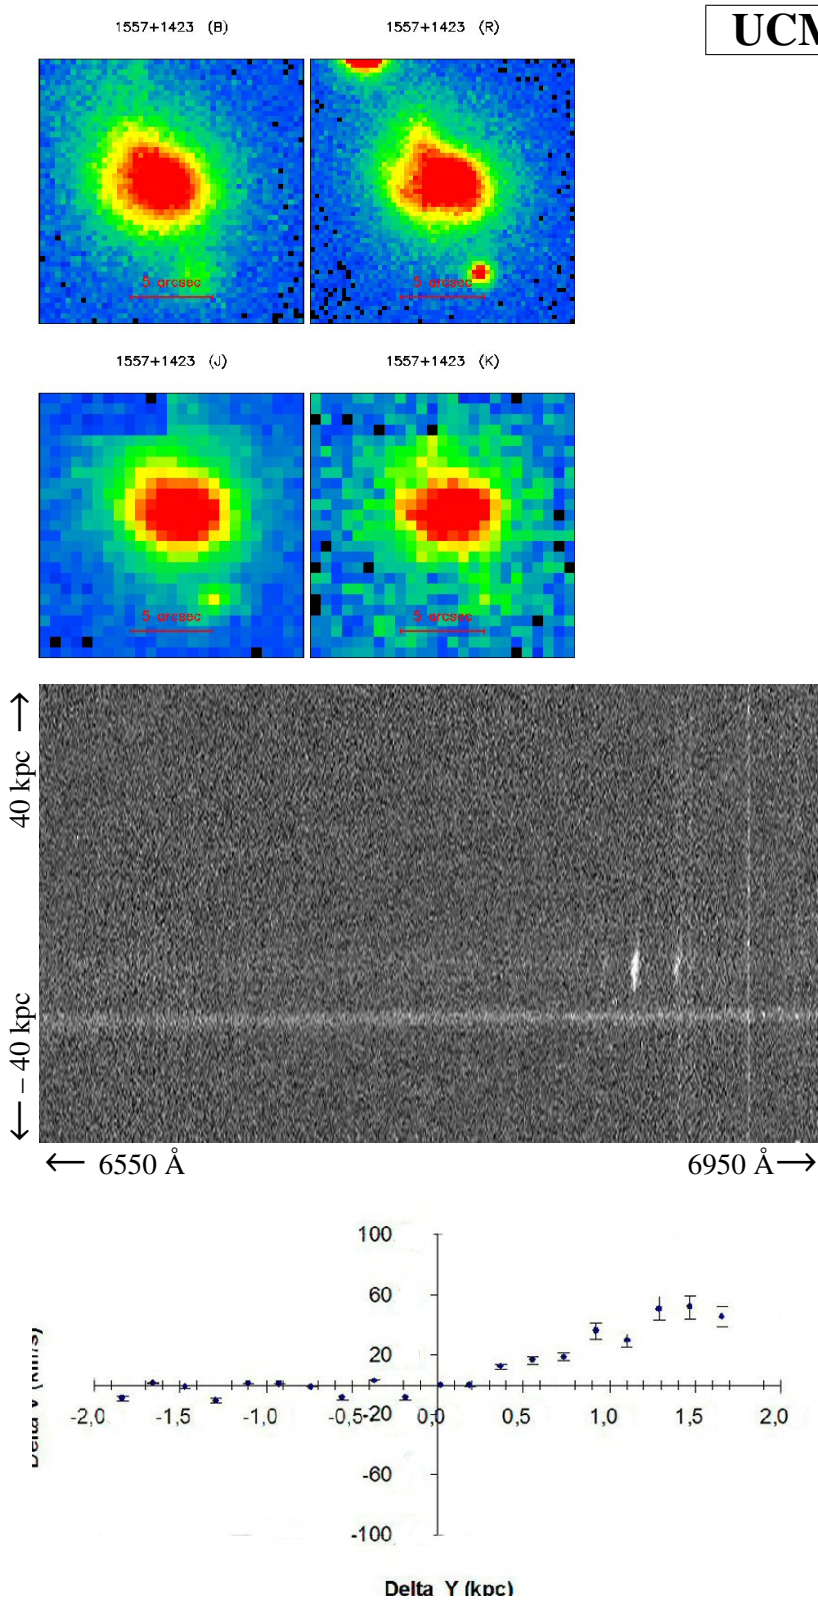 1557+1423 (B)
1557+1423 (R)
UCM
5 arcsec
5 arcsec
1557+1423 (J)
1557+1423 (K)
5 arcsec
5 arcsec
← – 40 kpc
40 kpc →
← 6550 Å
6950 Å →
100
60
20
-2,0 -1,5 -1,0 -0,5 0,0 0,5 1,0 1,5 2,0
-20
-60
-100
Delta V (km/s)
Delta Y (kpc)